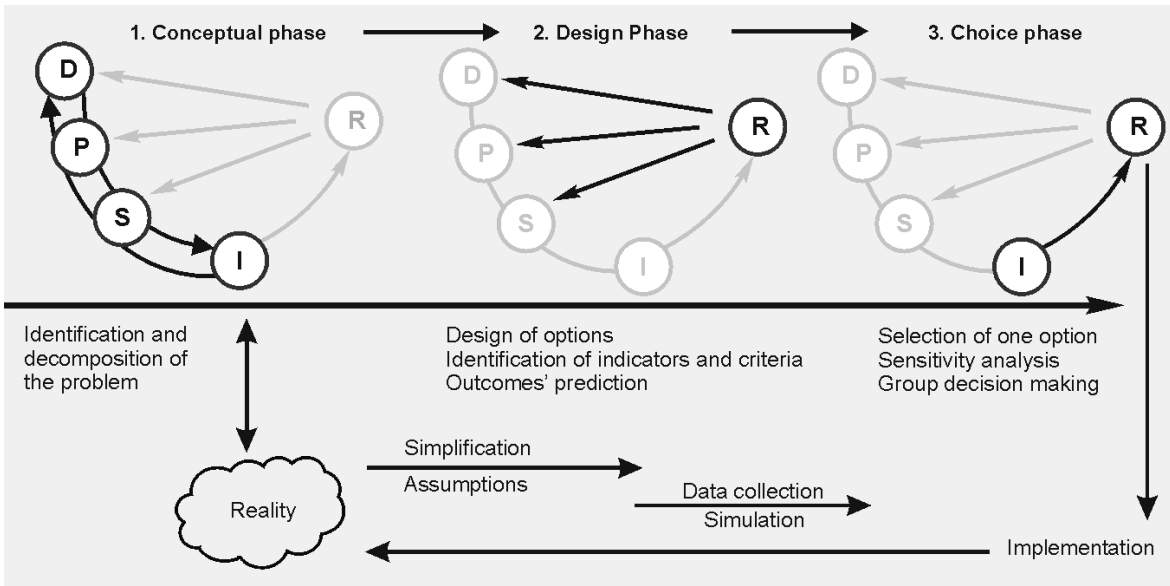 1. Conceptual phase
2. Design Phase
3. Choice phase
D
P
S
I
R
D
P
S
I
R
D
P
S
I
R
Identification and
decomposition of
the problem
Design of options
Identification of indicators and criteria
Outcomes' prediction
Selection of one option
Sensitivity analysis
Group decision making
Simplification
Assumptions
Data collection
Simulation
Reality
Implementation